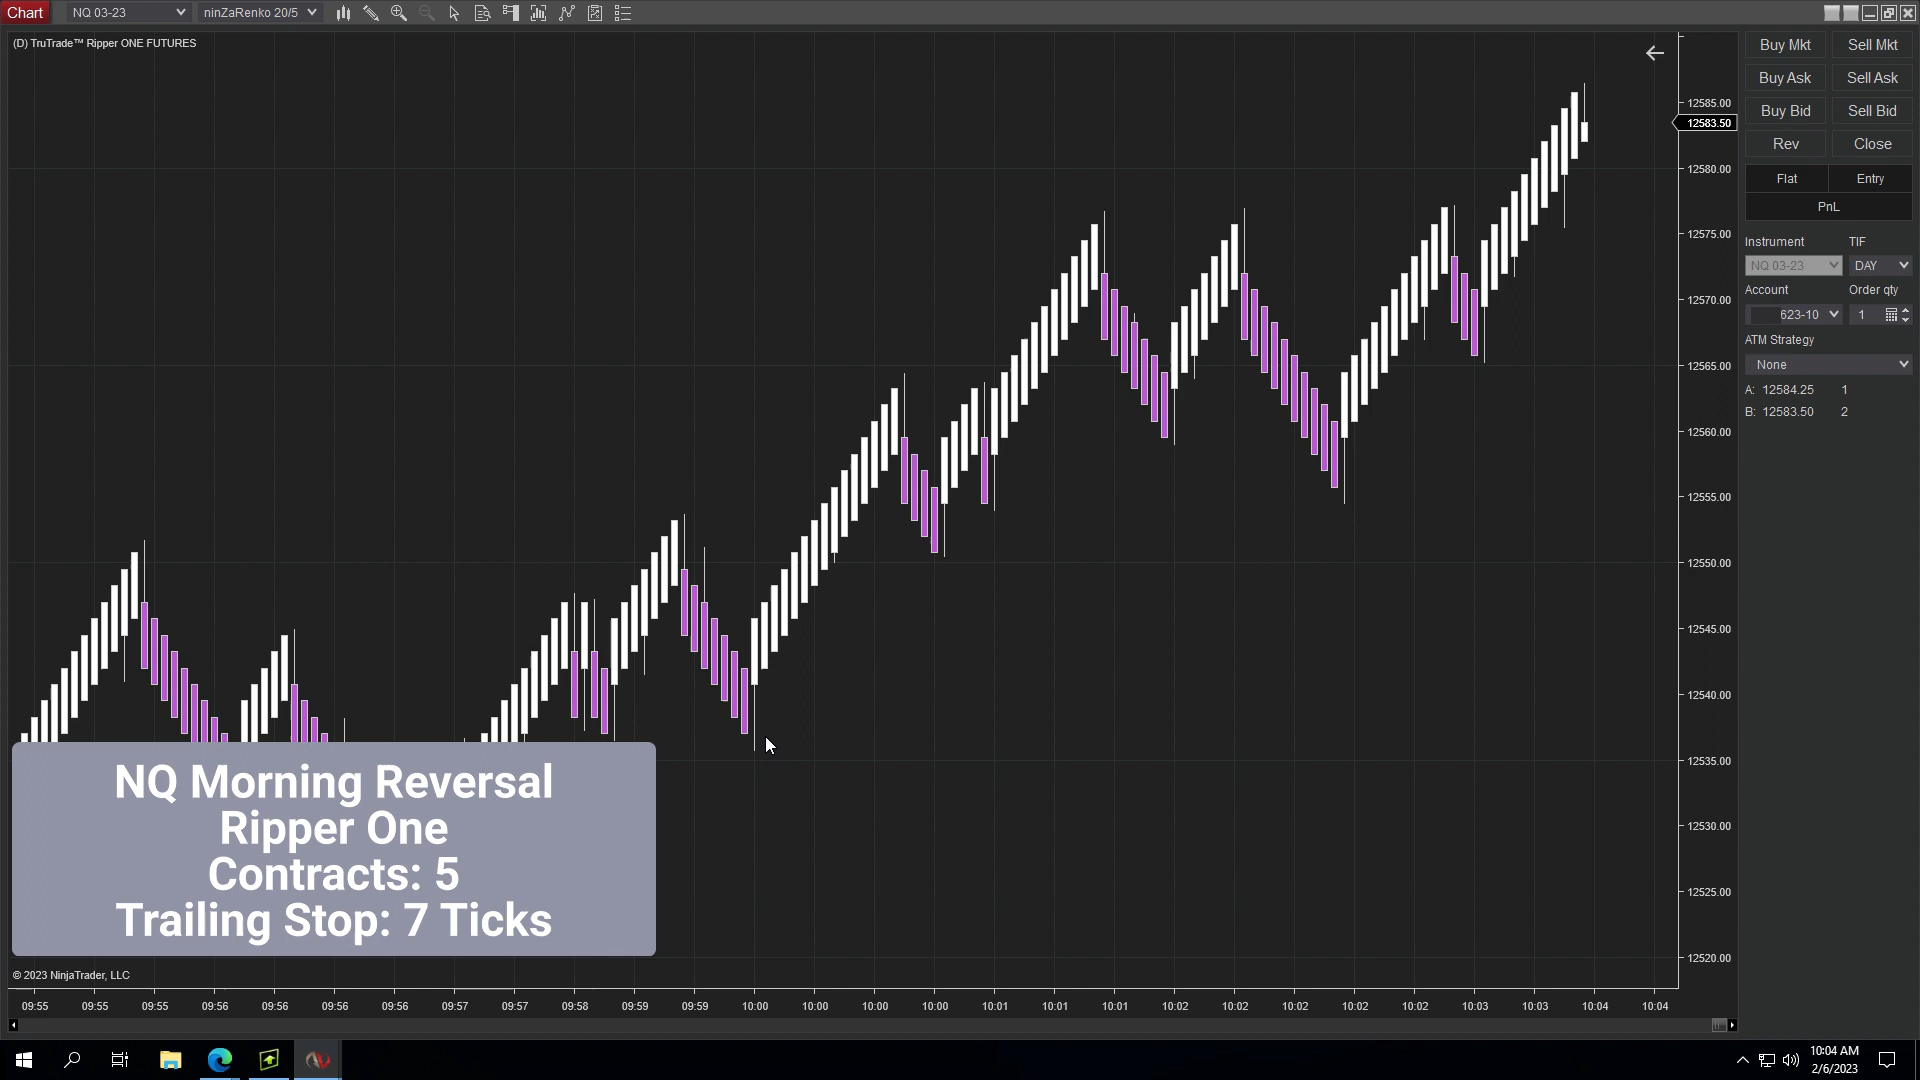 Chart NQ 03-23 ninZaRenko 20/5
(D) TruTrade™ Ripper ONE FUTURES
12585.00
12583.50
12580.00
12575.00
12570.00
12565.00
12560.00
12555.00
12550.00
12545.00
12540.00
12535.00
12530.00
12525.00
12520.00
Buy Mkt Sell Mkt
Buy Ask Sell Ask
Buy Bid Sell Bid
Rev Close
Flat Entry
PnL
Instrument TIF
NQ 03-23 DAY
Account Order qty
623-10 1
ATM Strategy
None
A: 12584.25 1
B: 12583.50 2
NQ Morning Reversal
Ripper One
Contracts: 5
Trailing Stop: 7 Ticks
© 2023 NinjaTrader, LLC
09:55 09:55 09:55 09:56 09:56 09:56 09:56 09:57 09:57 09:58 09:59 09:59 10:00 10:00 10:00 10:00 10:01 10:01 10:01 10:02 10:02 10:02 10:02 10:02 10:03 10:03 10:04 10:04
10:04 AM
2/6/2023